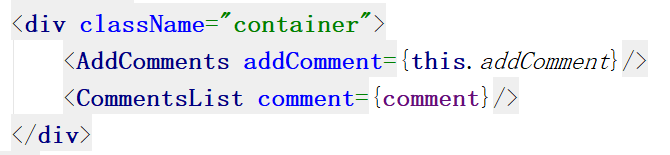 <div className="container">
<AddComments addComment={this.addComment}/>
<CommentsList comment={comment}/>
</div>